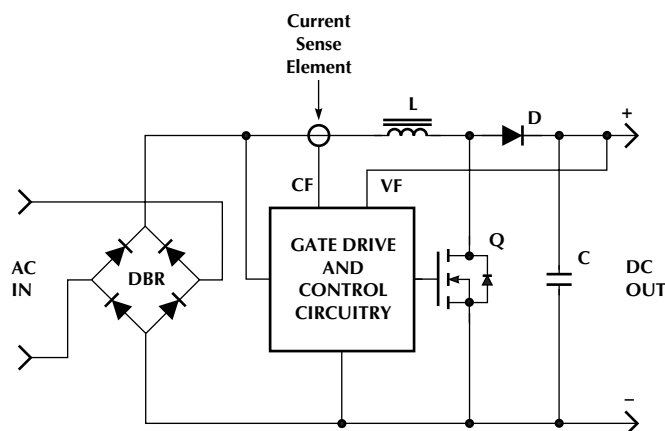 Current
Sense
Element
L
D
+
CF
VF
GATE DRIVE
AND
CONTROL
CIRCUITRY
Q
AC
IN
DBR
C
DC
OUT
−